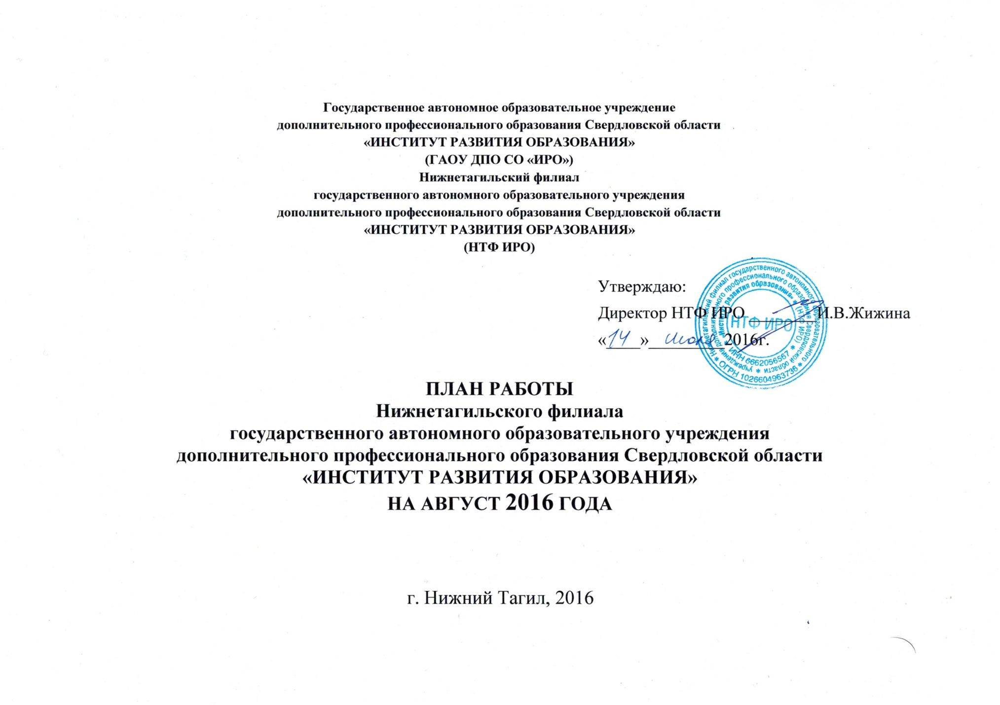 Государственное автономное образовательное учреждение
дополнительного профессионального образования Свердловской области
«ИНСТИТУТ РАЗВИТИЯ ОБРАЗОВАНИЯ»
(ГАОУ ДПО СО «ИРО»)
Нижнетагильский филиал
государственного автономного образовательного учреждения
дополнительного профессионального образования Свердловской области
«ИНСТИТУТ РАЗВИТИЯ ОБРАЗОВАНИЯ»
(НТФ ИРО)
Утверждаю:
Директор НТФ ИРО ________ И.В.Жижина
«14» 2016г.
* Нижнетагильский филиал государственного автономного образовательного
учреждения дополнительного профессионального образования Свердловской области *
«Институт развития образования» * (НТФ ИРО) *
НТФ ИРО
* ИНН 6662056567 *
* ОГРН 1026604963736 *
ПЛАН РАБОТЫ
Нижнетагильского филиала
государственного автономного образовательного учреждения
дополнительного профессионального образования Свердловской области
«ИНСТИТУТ РАЗВИТИЯ ОБРАЗОВАНИЯ»
НА АВГУСТ 2016 ГОДА
г. Нижний Тагил, 2016